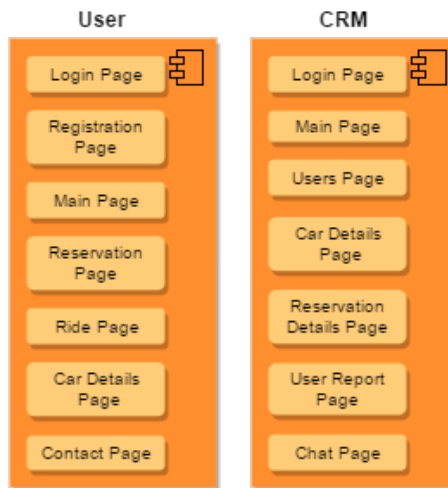 User
Login Page
Registration
Page
Main Page
Reservation
Page
Ride Page
Car Details
Page
Contact Page
CRM
Login Page
Main Page
Users Page
Car Details
Page
Reservation
Details Page
User Report
Page
Chat Page